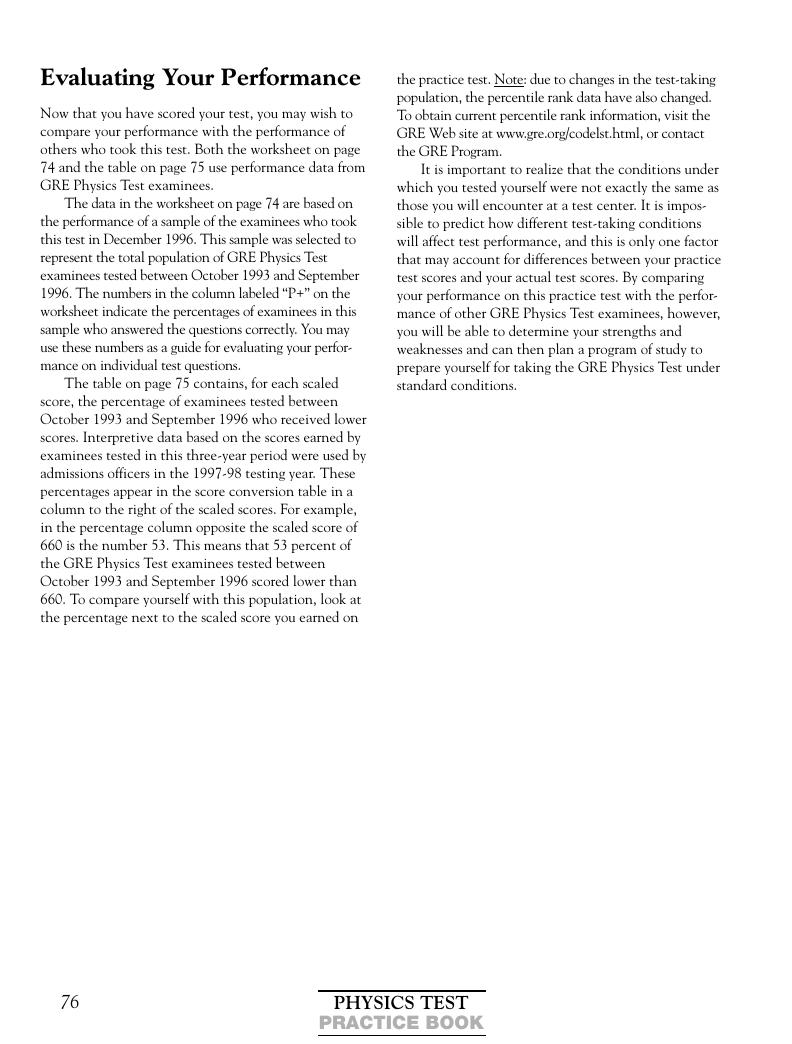 Evaluating Your Performance
Now that you have scored your test, you may wish to
compare your performance with the performance of
others who took this test. Both the worksheet on page
74 and the table on page 75 use performance data from
GRE Physics Test examinees.
The data in the worksheet on page 74 are based on
the performance of a sample of the examinees who took
this test in December 1996. This sample was selected to
represent the total population of GRE Physics Test
examinees tested between October 1993 and September
1996. The numbers in the column labeled “P+” on the
worksheet indicate the percentages of examinees in this
sample who answered the questions correctly. You may
use these numbers as a guide for evaluating your perfor-
mance on individual test questions.
The table on page 75 contains, for each scaled
score, the percentage of examinees tested between
October 1993 and September 1996 who received lower
scores. Interpretive data based on the scores earned by
examinees tested in this three-year period were used by
admissions officers in the 1997-98 testing year. These
percentages appear in the score conversion table in a
column to the right of the scaled scores. For example,
in the percentage column opposite the scaled score of
660 is the number 53. This means that 53 percent of
the GRE Physics Test examinees tested between
October 1993 and September 1996 scored lower than
660. To compare yourself with this population, look at
the percentage next to the scaled score you earned on
the practice test. Note: due to changes in the test-taking
population, the percentile rank data have also changed.
To obtain current percentile rank information, visit the
GRE Web site at www.gre.org/codelst.html, or contact
the GRE Program.
It is important to realize that the conditions under
which you tested yourself were not exactly the same as
those you will encounter at a test center. It is impos-
sible to predict how different test-taking conditions
will affect test performance, and this is only one factor
that may account for differences between your practice
test scores and your actual test scores. By comparing
your performance on this practice test with the perfor-
mance of other GRE Physics Test examinees, however,
you will be able to determine your strengths and
weaknesses and can then plan a program of study to
prepare yourself for taking the GRE Physics Test under
standard conditions.
76
PHYSICS TEST
PRACTICE BOOK